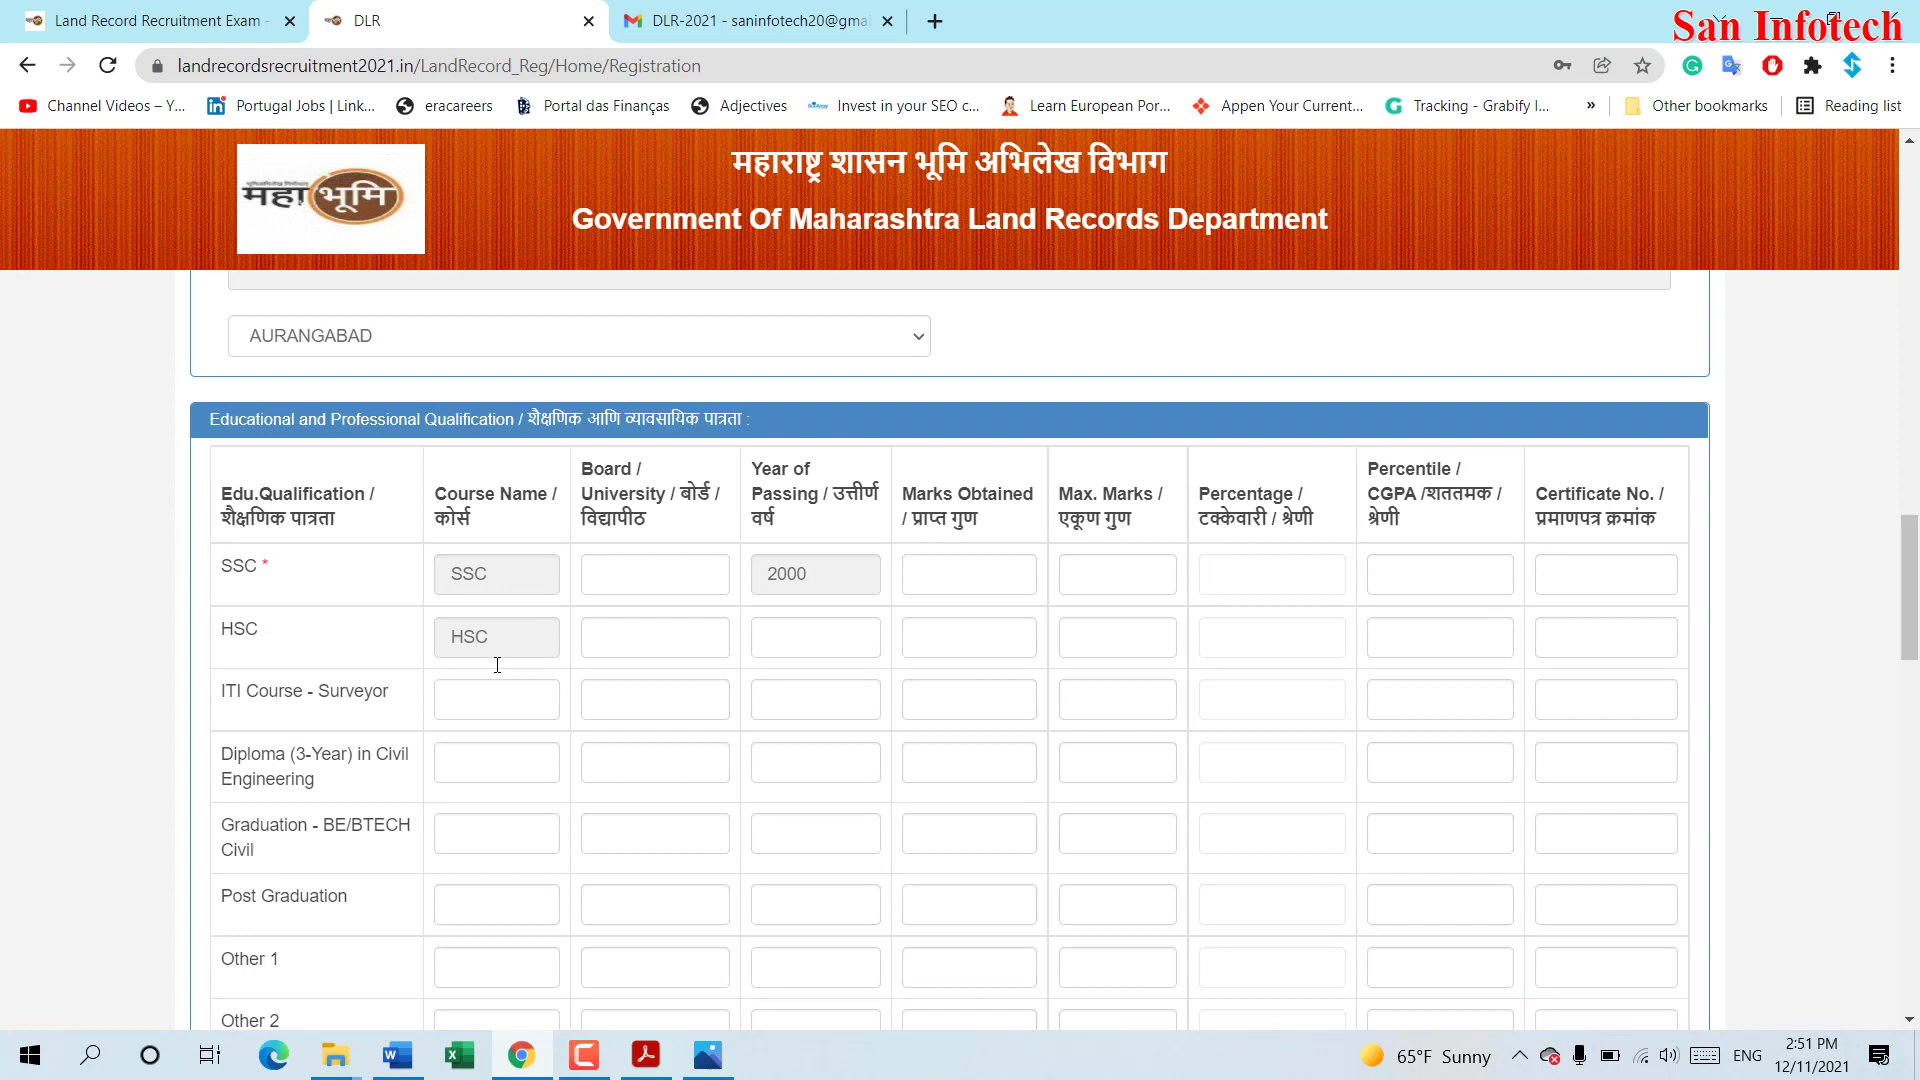 Land Record Recruitment Exam -
DLR
DLR-2021 - saninfotech20@gma
San Infotech
landrecordsrecruitment2021.in/LandRecord_Reg/Home/Registration
Channel Videos – Y...
Portugal Jobs | Link...
eracareers
Portal das Finanças
Adjectives
Invest in your SEO c...
Learn European Por...
Appen Your Current...
Tracking - Grabify I...
»
Other bookmarks
Reading list
महाभूमि
महाराष्ट्र शासन भूमि अभिलेख विभाग
Government Of Maharashtra Land Records Department
AURANGABAD
Educational and Professional Qualification / शैक्षणिक आणि व्यावसायिक पात्रता :
Edu.Qualification /
शैक्षणिक पात्रता
Course Name /
कोर्स
Board /
University / बोर्ड /
विद्यापीठ
Year of
Passing / उत्तीर्ण
वर्ष
Marks Obtained
/ प्राप्त गुण
Max. Marks /
एकूण गुण
Percentage /
टक्केवारी / श्रेणी
Percentile /
CGPA /शततमक /
श्रेणी
Certificate No. /
प्रमाणपत्र क्रमांक
SSC *
SSC
2000
HSC
HSC
ITI Course - Surveyor
Diploma (3-Year) in Civil
Engineering
Graduation - BE/BTECH
Civil
Post Graduation
Other 1
Other 2
65°F Sunny
ENG
2:51 PM
12/11/2021